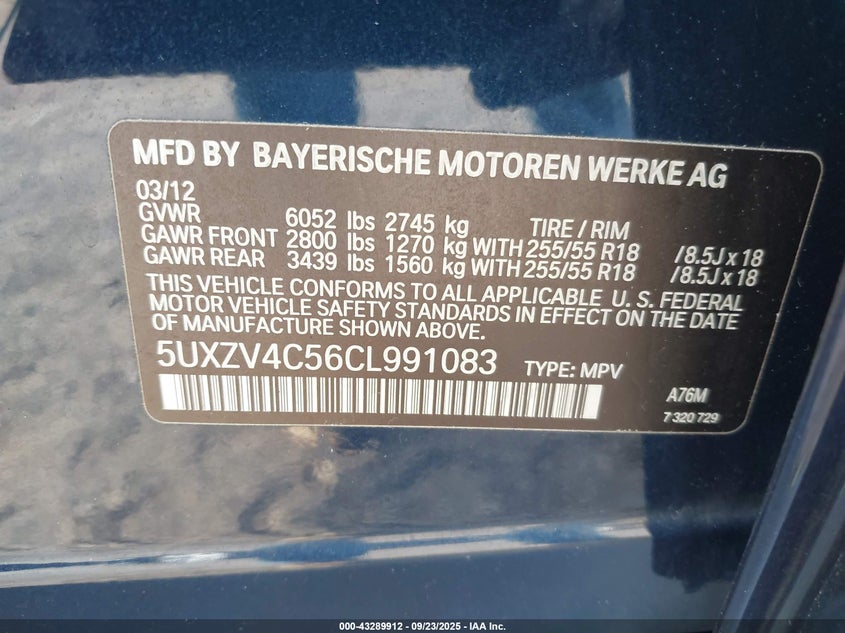 MFD BY BAYERISCHE MOTOREN WERKE AG
03/12
GVWR 6052 lbs 2745 kg TIRE / RIM
GAWR FRONT 2800 lbs 1270 kg WITH 255/55 R18 /8.5J x 18
GAWR REAR 3439 lbs 1560 kg WITH 255/55 R18 /8.5J x 18
THIS VEHICLE CONFORMS TO ALL APPLICABLE U. S. FEDERAL
MOTOR VEHICLE SAFETY STANDARDS IN EFFECT ON THE DATE
OF MANUFACTURE SHOWN ABOVE.
5UXZV4C56CL991083 TYPE: MPV
A76M
7 320 729
000-43289912 - 09/23/2025 - IAA Inc.